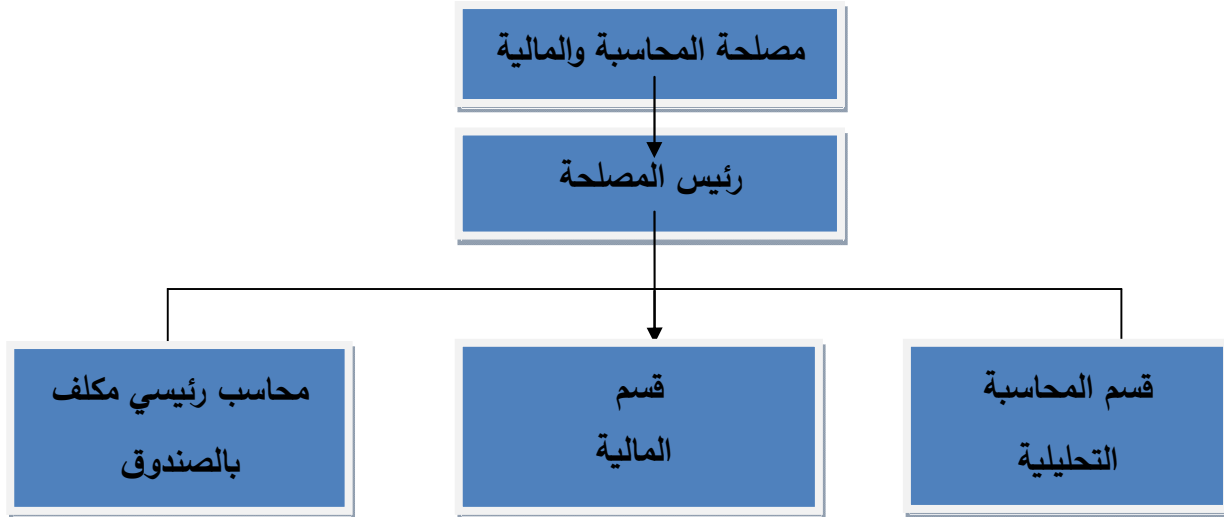 مصلحة المحاسبة والمالية
رئيس المصلحة
قسم المحاسبة
التحليلية
قسم
المالية
محاسب رئيسي مكلف
بالصندوق